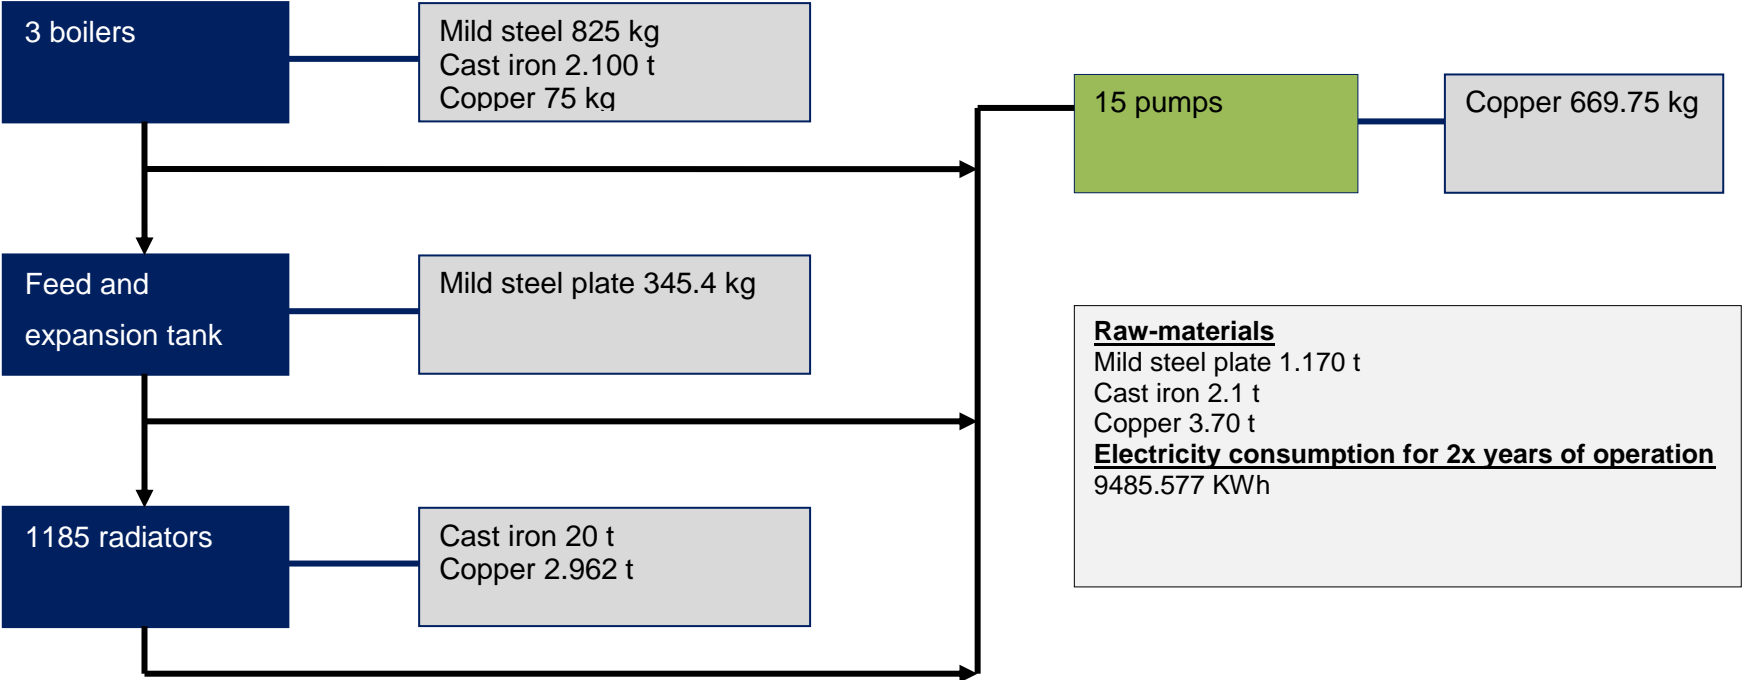 3 boilers
Mild steel 825 kg
Cast iron 2.100 t
Copper 75 kg
15 pumps
Copper 669.75 kg
Feed and
expansion tank
Mild steel plate 345.4 kg
Raw-materials
Mild steel plate 1.170 t
Cast iron 2.1 t
Copper 3.70 t
Electricity consumption for 2x years of operation
9485.577 KWh
1185 radiators
Cast iron 20 t
Copper 2.962 t